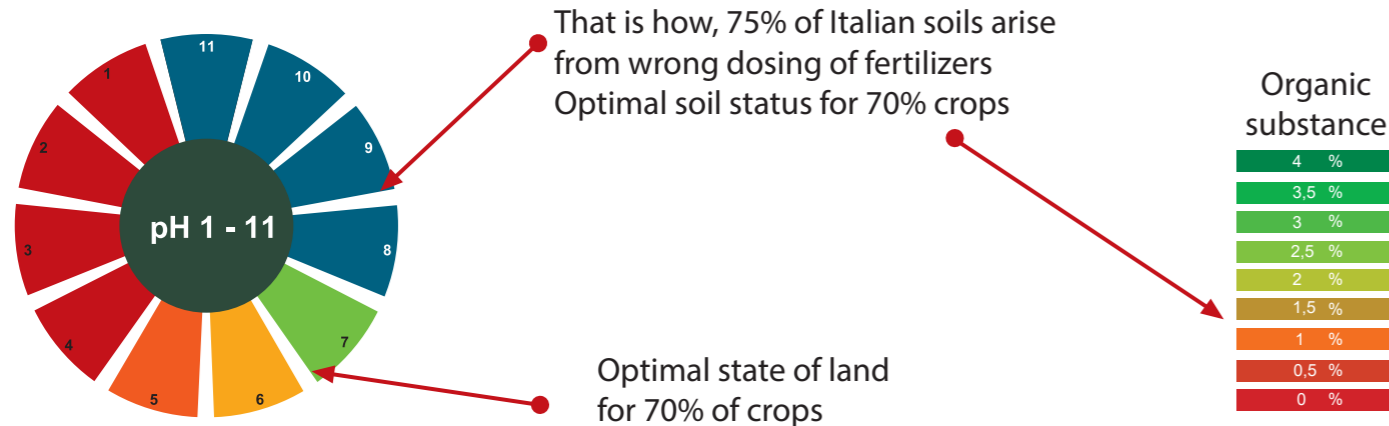 11
10
9
8
7
6
5
4
3
2
1
pH 1 - 11
That is how, 75% of Italian soils arise
from wrong dosing of fertilizers
Optimal soil status for 70% crops
Optimal state of land
for 70% of crops
Organic
substance
4 %
3,5 %
3 %
2,5 %
2 %
1,5 %
1 %
0,5 %
0 %